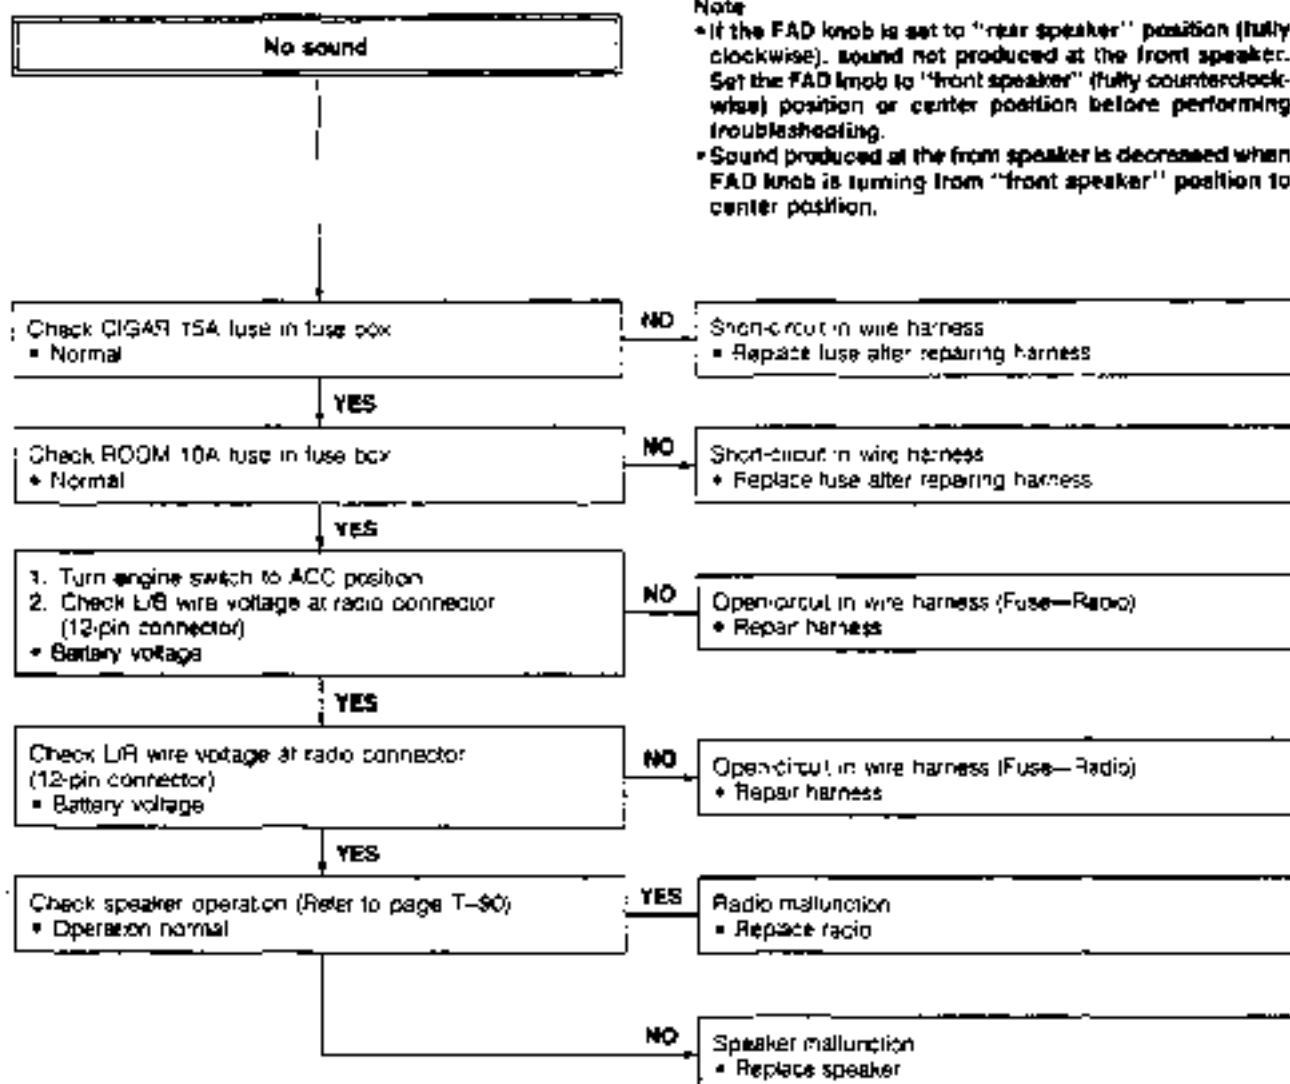 No sound
Note
• If the FAD knob is set to "rear speaker" position (fully
clockwise), sound not produced at the front speaker.
Set the FAD knob to "front speaker" (fully counterclock-
wise) position or center position before performing
troubleshooting.
• Sound produced at the front speaker is decreased when
FAD knob is turning from "front speaker" position to
center position.
Check CIGAR 15A fuse in fuse box
• Normal
NO
Short-circuit in wire harness
• Replace fuse after repairing harness
YES
Check ROOM 10A fuse in fuse box
• Normal
NO
Short-circuit in wire harness
• Replace fuse after repairing harness
YES
1. Turn engine switch to ACC position
2. Check wire voltage at radio connector
(12-pin connector)
• Battery voltage
NO
Open-circuit in wire harness (Fuse—Radio)
• Repair harness
YES
Check L/R wire voltage at radio connector
(12-pin connector)
• Battery voltage
NO
Open-circuit in wire harness (Fuse—Radio)
• Repair harness
YES
Check speaker operation (Refer to page T–90)
• Operation normal
YES
Radio malfunction
• Replace radio
NO
Speaker malfunction
• Replace speaker